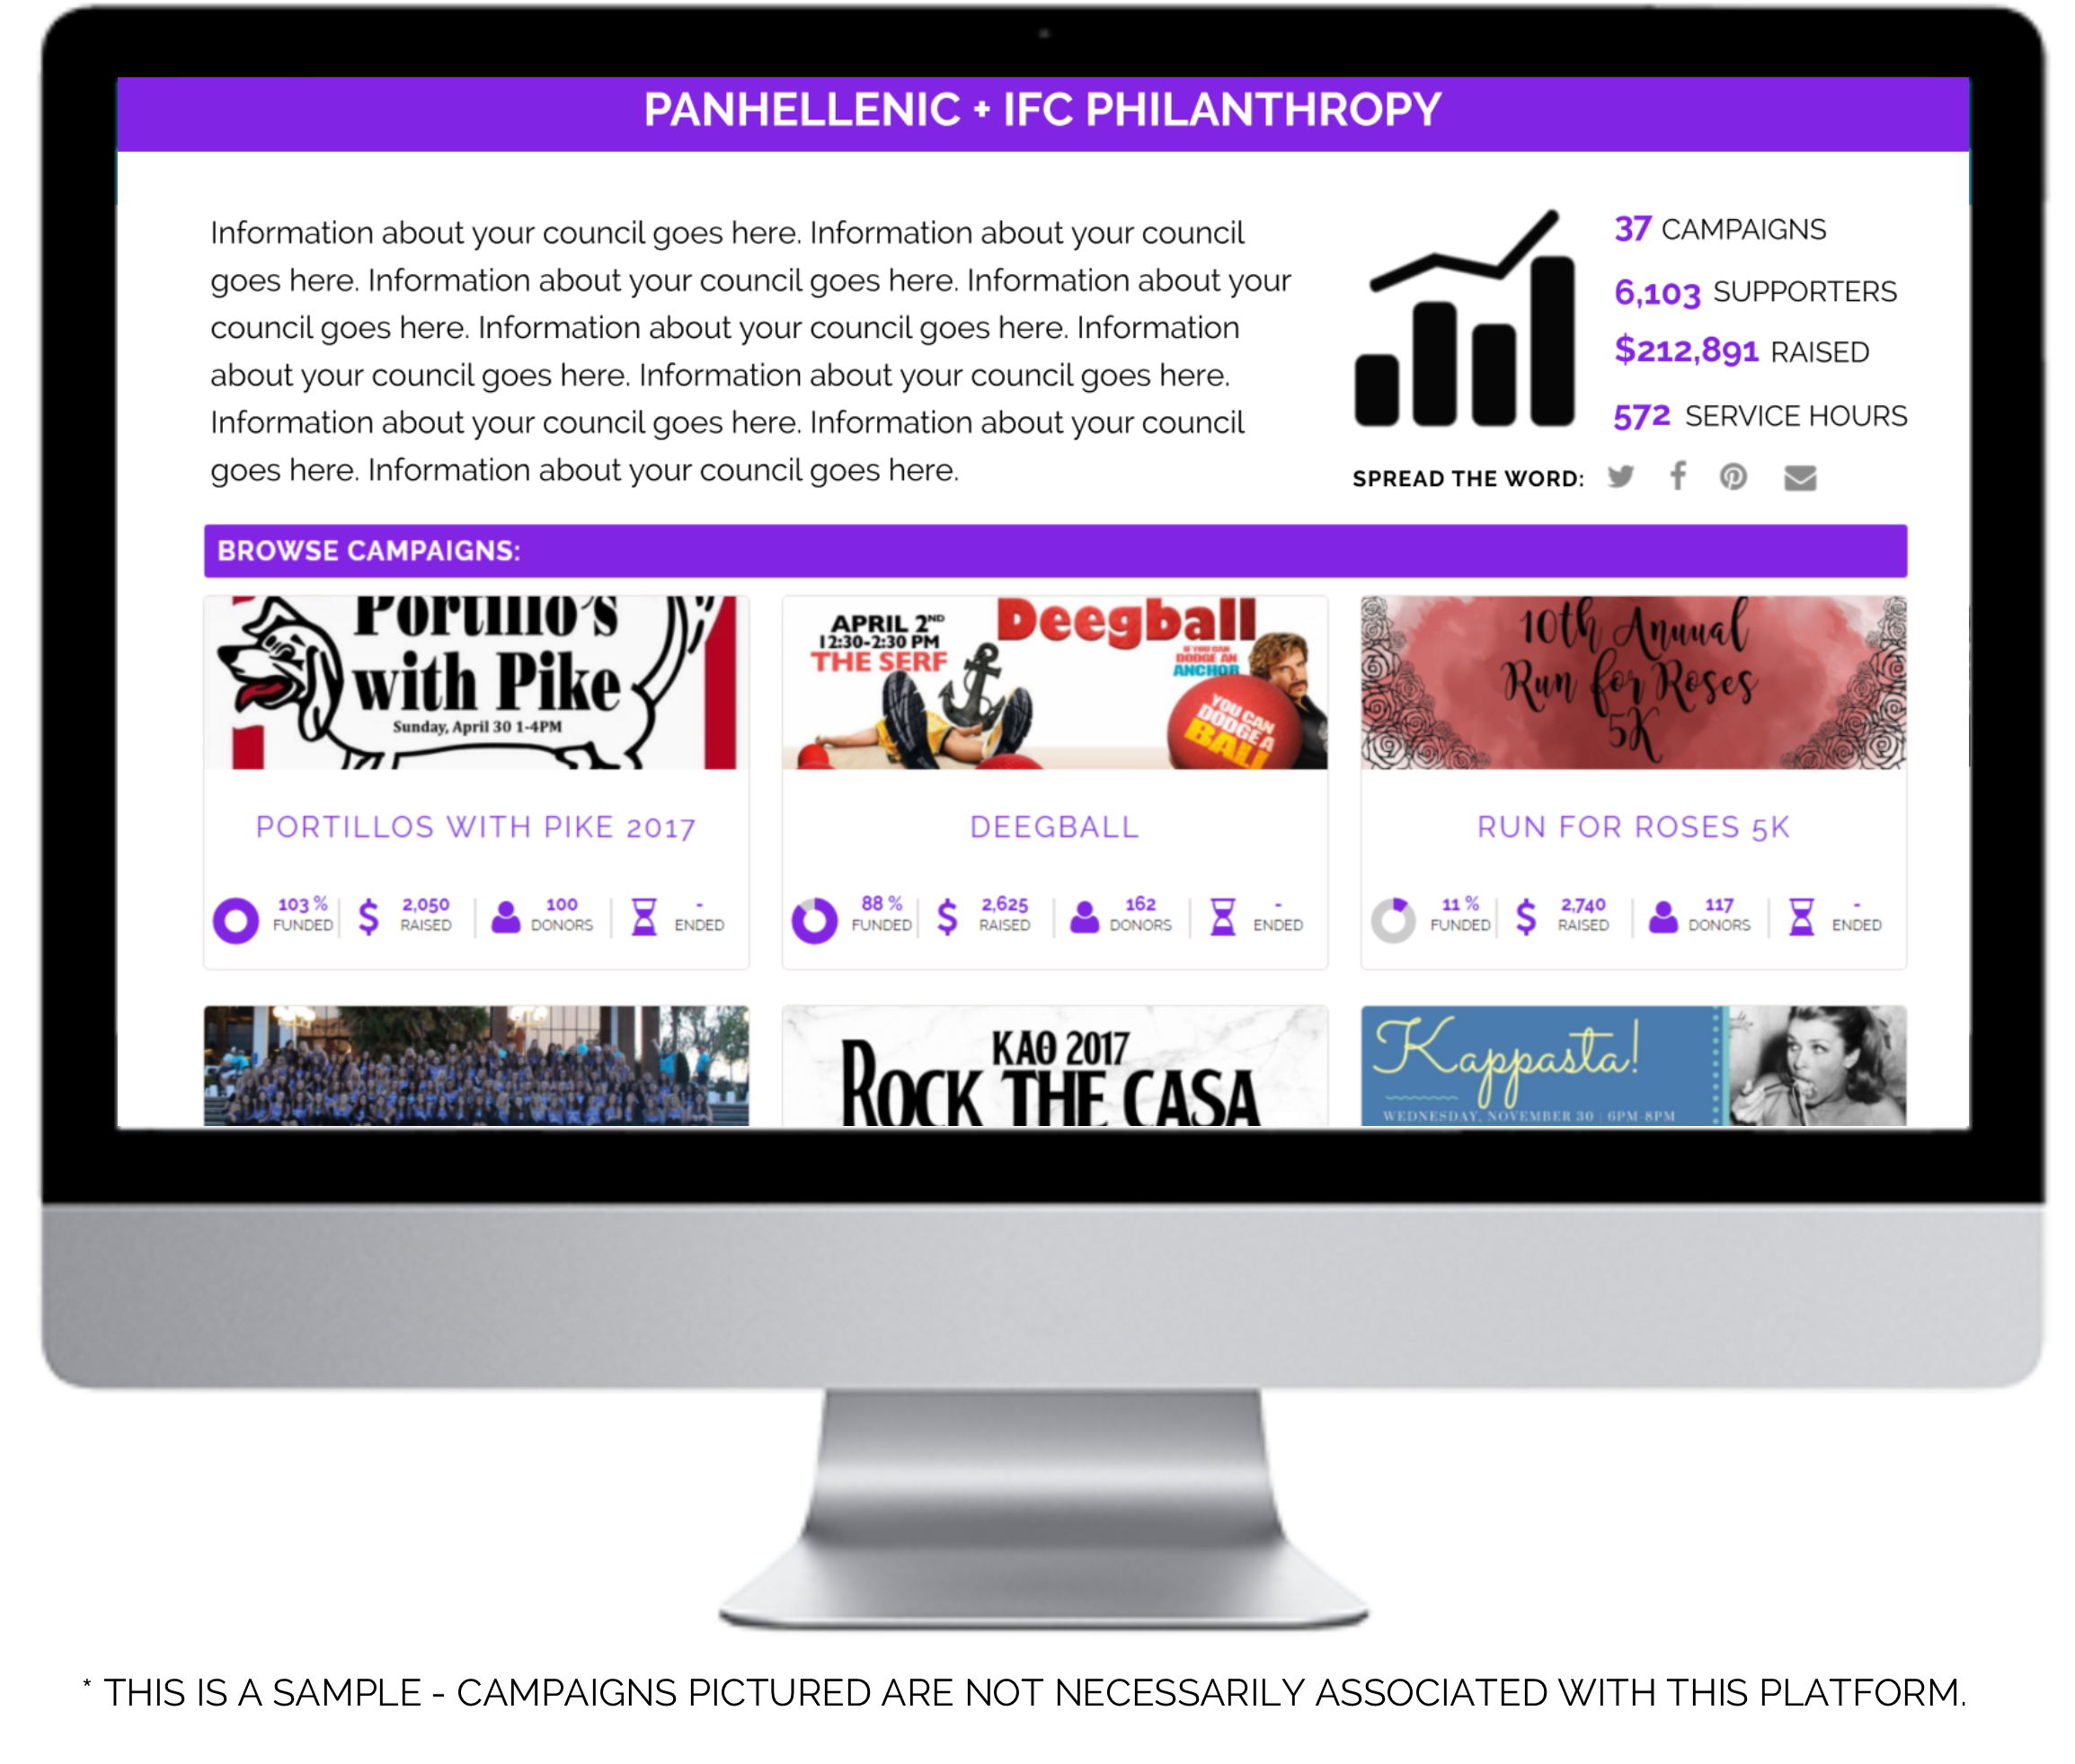 PANHELLENIC + IFC PHILANTHROPY
Information about your council goes here. Information about your council
goes here. Information about your council goes here. Information about your
council goes here. Information about your council goes here. Information
about your council goes here. Information about your council goes here.
Information about your council goes here. Information about your council
goes here. Information about your council goes here.
37 CAMPAIGNS
6,103 SUPPORTERS
$212,891 RAISED
572 SERVICE HOURS
SPREAD THE WORD:
BROWSE CAMPAIGNS:
Portillo's
with Pike
Sunday, April 30 1-4PM
PORTILLOS WITH PIKE 2017
103 % FUNDED
$ 2,050 RAISED
100 DONORS
- ENDED
APRIL 2ND
12:30-2:30 PM
THE SERF
Deegball
IF YOU CAN
DODGE AN
ANCHOR
YOU CAN
DODGE A
BALL
DEEGBALL
88 % FUNDED
$ 2,625 RAISED
162 DONORS
- ENDED
10th Annual
Run for Roses
5K
RUN FOR ROSES 5K
11 % FUNDED
$ 2,740 RAISED
117 DONORS
- ENDED
ΚΑΘ 2017
ROCK THE CASA
Kappasta!
WEDNESDAY, NOVEMBER 30 | 6PM-8PM
* THIS IS A SAMPLE - CAMPAIGNS PICTURED ARE NOT NECESSARILY ASSOCIATED WITH THIS PLATFORM.